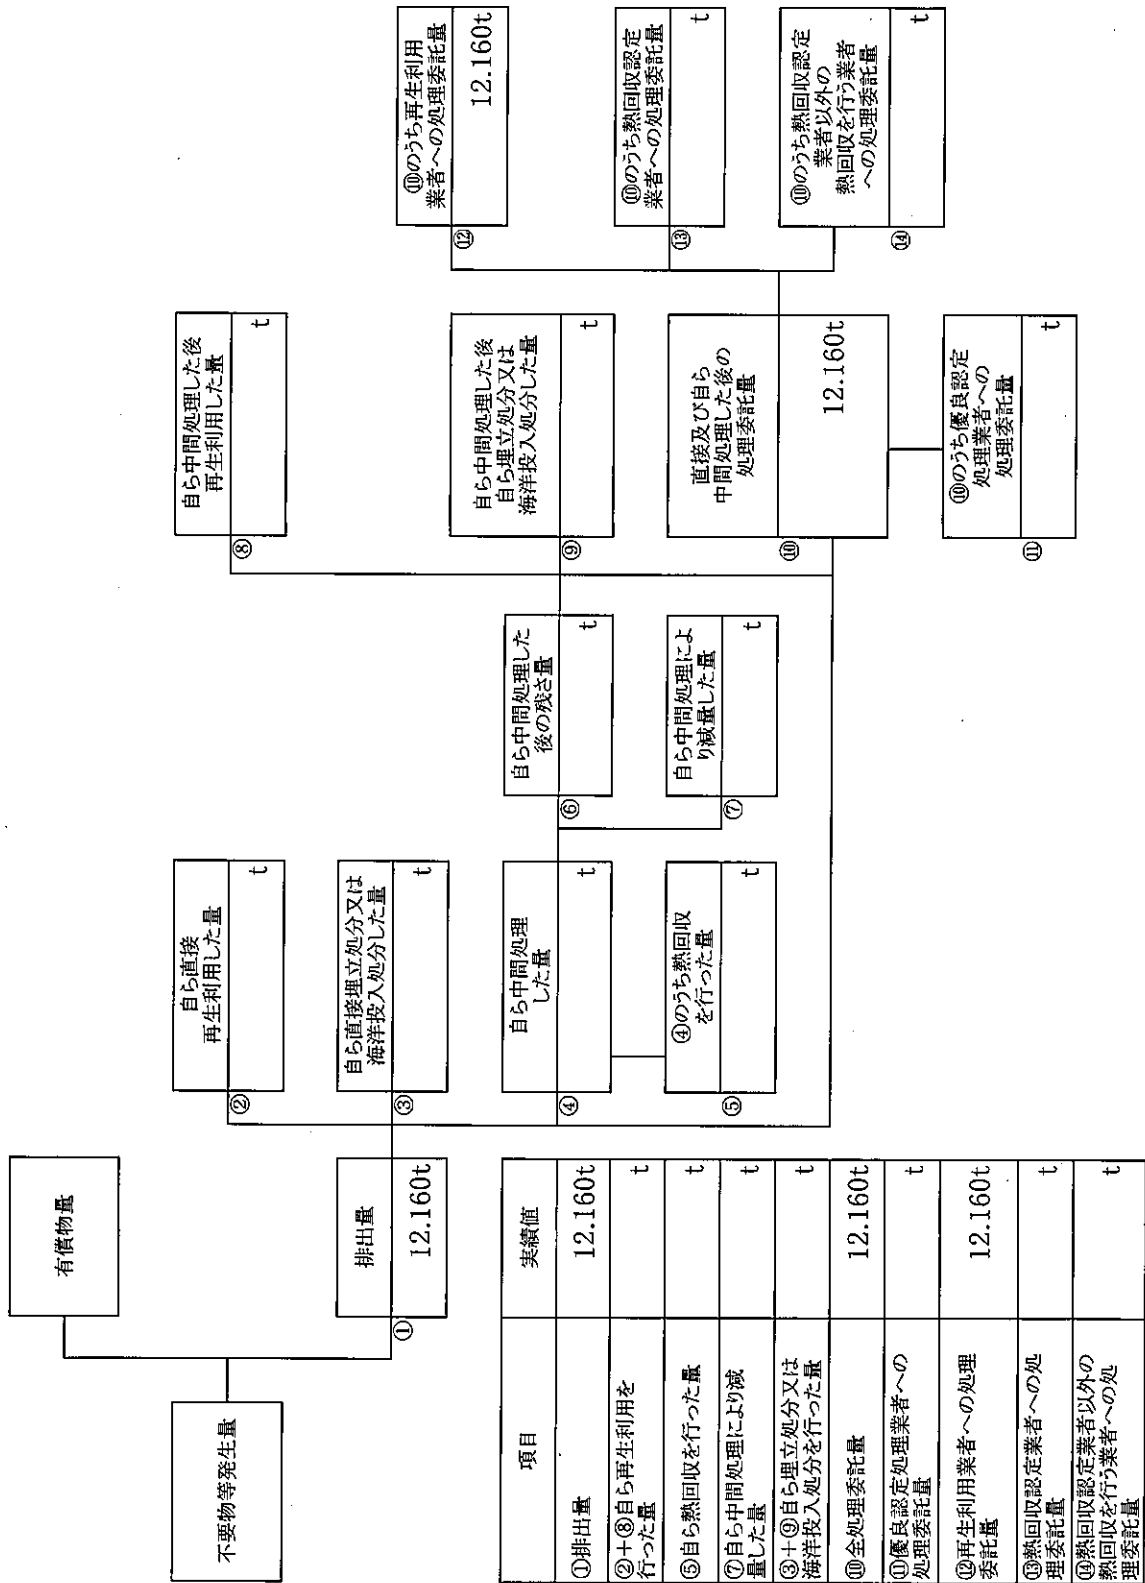 不要物等発生量
有償物量
①
排出量
12.160t
②
自ら直接
再生利用した量
t
③
自ら直接埋立処分又は
海洋投入処分した量
t
④
自ら中間処理
した量
t
⑤
④のうち熱回収
を行った量
t
⑥
自ら中間処理した
後の残さ量
t
⑦
自ら中間処理によ
り減量した量
t
⑧
自ら中間処理した後
再生利用した量
t
⑨
自ら中間処理した後
自ら埋立処分又は
海洋投入処分した量
t
⑩
直接及び自ら
中間処理した後の
処理委託量
12.160t
⑪
⑩のうち優良認定
処理業者への
処理委託量
t
⑫
⑩のうち再生利用
業者への処理委託量
12.160t
⑬
⑩のうち熱回収認定
業者への処理委託量
t
⑭
⑩のうち熱回収認定
業者以外の
熱回収を行う業者
への処理委託量
t
項目 実績値
①排出量 12.160t
②+⑧自ら再生利用を
行った量 t
⑤自ら熱回収を行った量 t
⑦自ら中間処理により減
量した量 t
③+⑨自ら埋立処分又は
海洋投入処分を行った量 t
⑩全処理委託量 12.160t
⑪優良認定処理業者への
処理委託量 t
⑫再生利用業者への処理
委託量 12.160t
⑬熱回収認定業者への処
理委託量 t
⑭熱回収認定業者以外の
熱回収を行う業者への処
理委託量 t